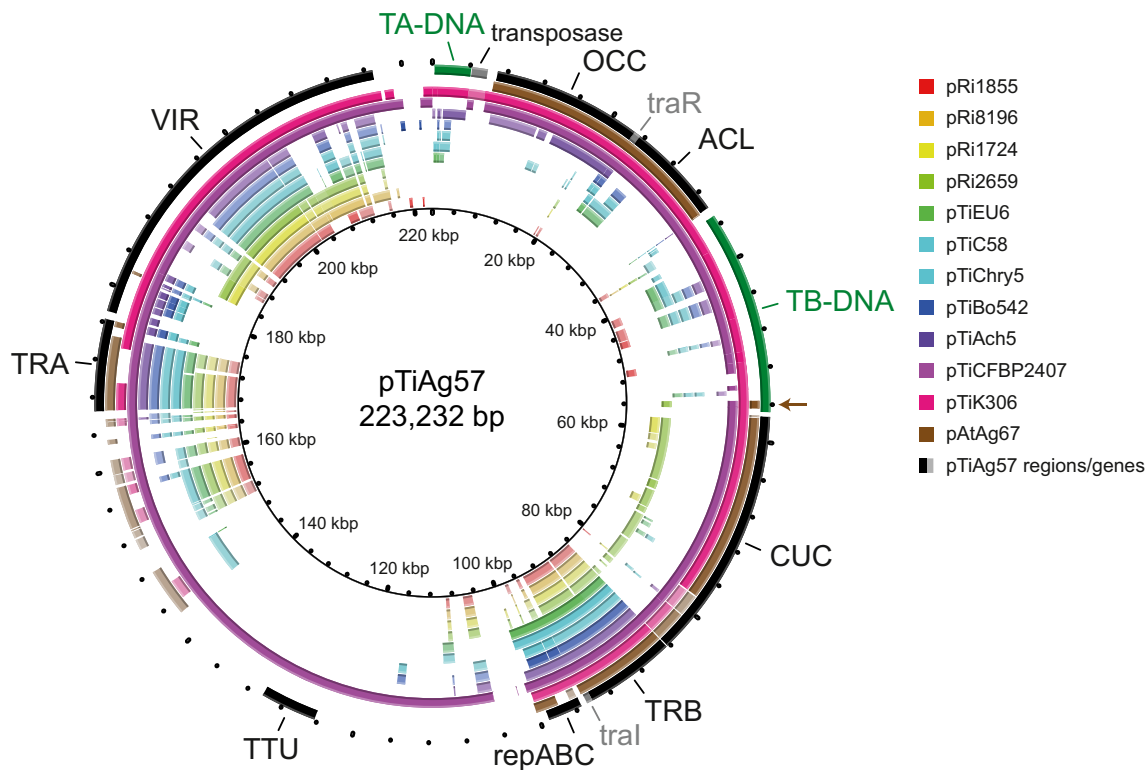 TA-DNA
transposase
OCC
traR
ACL
VIR
TB-DNA
TRA
CUC
TRB
traI
repABC
TTU
220 kbp
20 kbp
200 kbp
40 kbp
180 kbp
60 kbp
160 kbp
80 kbp
140 kbp
100 kbp
120 kbp
pTiAg57
223,232 bp
pRi1855
pRi8196
pRi1724
pRi2659
pTiEU6
pTiC58
pTiChry5
pTiBo542
pTiAch5
pTiCFBP2407
pTiK306
pAtAg67
pTiAg57 regions/genes